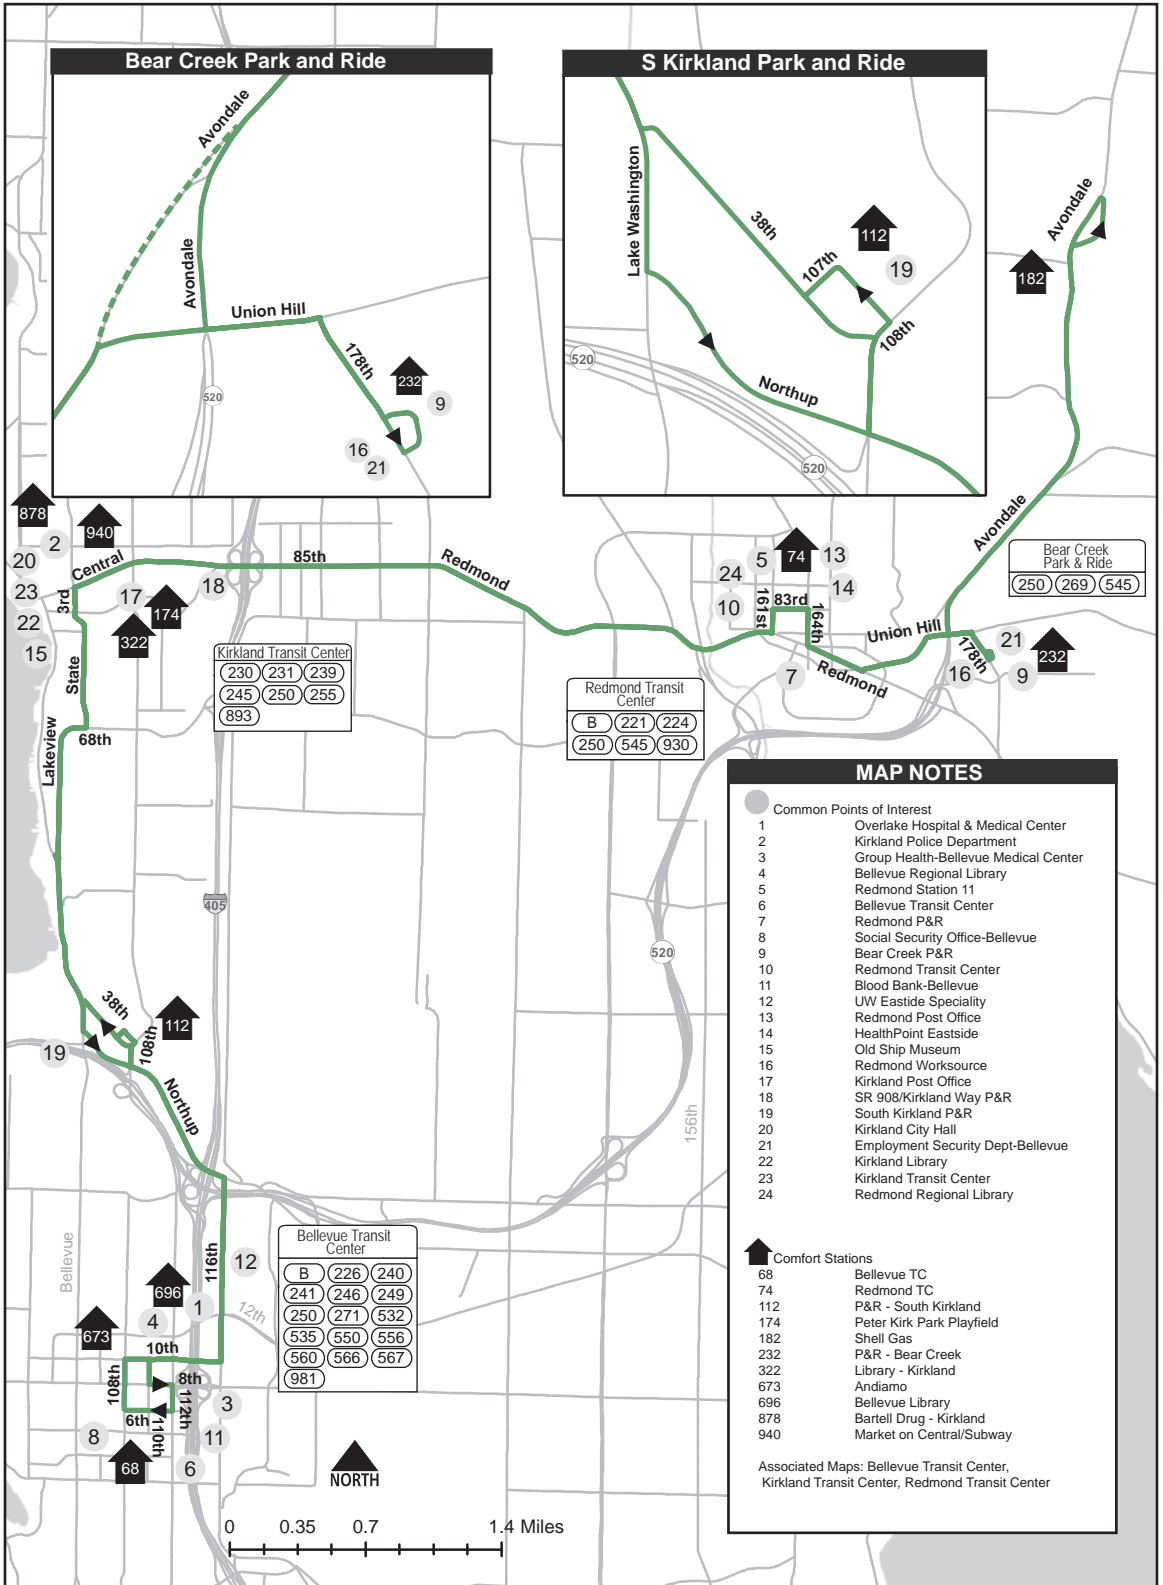 Bear Creek Park and Ride
Avondale
Avondale
Union Hill
178th
232
9
16
21
520
S Kirkland Park and Ride
Lake Washington
38th
107th
112
19
108th
520
Northup
520
Avondale
182
Avondale
878
940
2
20
Central
85th
Redmond
23
3rd
17
18
174
22
322
15
State
68th
Lakeview
Kirkland Transit Center
230 231 239
245 250 255
893
5
74
13
24
14
10
161st
83rd
164th
Union Hill
7
Redmond
178th
21
232
16
9
Bear Creek
Park & Ride
250 269 545
Redmond Transit
Center
B 221 224
250 545 930
405
520
38th
112
108th
19
Northup
156th
Bellevue
116th
12
696
1
12th
4
673
10th
108th
8th
112th
3
6th
110th
8
11
68
6
Bellevue Transit
Center
B 226 240
241 246 249
250 271 532
535 550 556
560 566 567
981
NORTH
0 0.35 0.7 1.4 Miles
MAP NOTES
Common Points of Interest
1 Overlake Hospital & Medical Center
2 Kirkland Police Department
3 Group Health-Bellevue Medical Center
4 Bellevue Regional Library
5 Redmond Station 11
6 Bellevue Transit Center
7 Redmond P&R
8 Social Security Office-Bellevue
9 Bear Creek P&R
10 Redmond Transit Center
11 Blood Bank-Bellevue
12 UW Eastide Speciality
13 Redmond Post Office
14 HealthPoint Eastside
15 Old Ship Museum
16 Redmond Worksource
17 Kirkland Post Office
18 SR 908/Kirkland Way P&R
19 South Kirkland P&R
20 Kirkland City Hall
21 Employment Security Dept-Bellevue
22 Kirkland Library
23 Kirkland Transit Center
24 Redmond Regional Library
Comfort Stations
68 Bellevue TC
74 Redmond TC
112 P&R - South Kirkland
174 Peter Kirk Park Playfield
182 Shell Gas
232 P&R - Bear Creek
322 Library - Kirkland
673 Andiamo
696 Bellevue Library
878 Bartell Drug - Kirkland
940 Market on Central/Subway
Associated Maps: Bellevue Transit Center,
Kirkland Transit Center, Redmond Transit Center